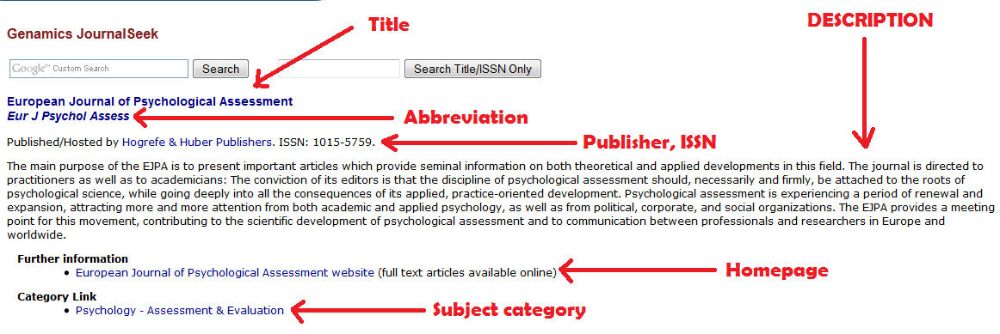 Title
DESCRIPTION
Genamics JournalSeek
Google™ Custom Search Search Search Title/ISSN Only
European Journal of Psychological Assessment
Eur J Psychol Assess
Abbreviation
Published/Hosted by Hogrefe & Huber Publishers. ISSN: 1015-5759.
Publisher, ISSN
The main purpose of the EJPA is to present important articles which provide seminal information on both theoretical and applied developments in this field. The journal is directed to
practitioners as well as to academicians: The conviction of its editors is that the discipline of psychological assessment should, necessarily and firmly, be attached to the roots of
psychological science, while going deeply into all the consequences of its applied, practice-oriented development. Psychological assessment is experiencing a period of renewal and
expansion, attracting more and more attention from both academic and applied psychology, as well as from political, corporate, and social organizations. The EJPA provides a meeting
point for this movement, contributing to the scientific development of psychological assessment and to communication between professionals and researchers in Europe and
worldwide.
Further information
• European Journal of Psychological Assessment website (full text articles available online)
Homepage
Category Link
• Psychology - Assessment & Evaluation
Subject category